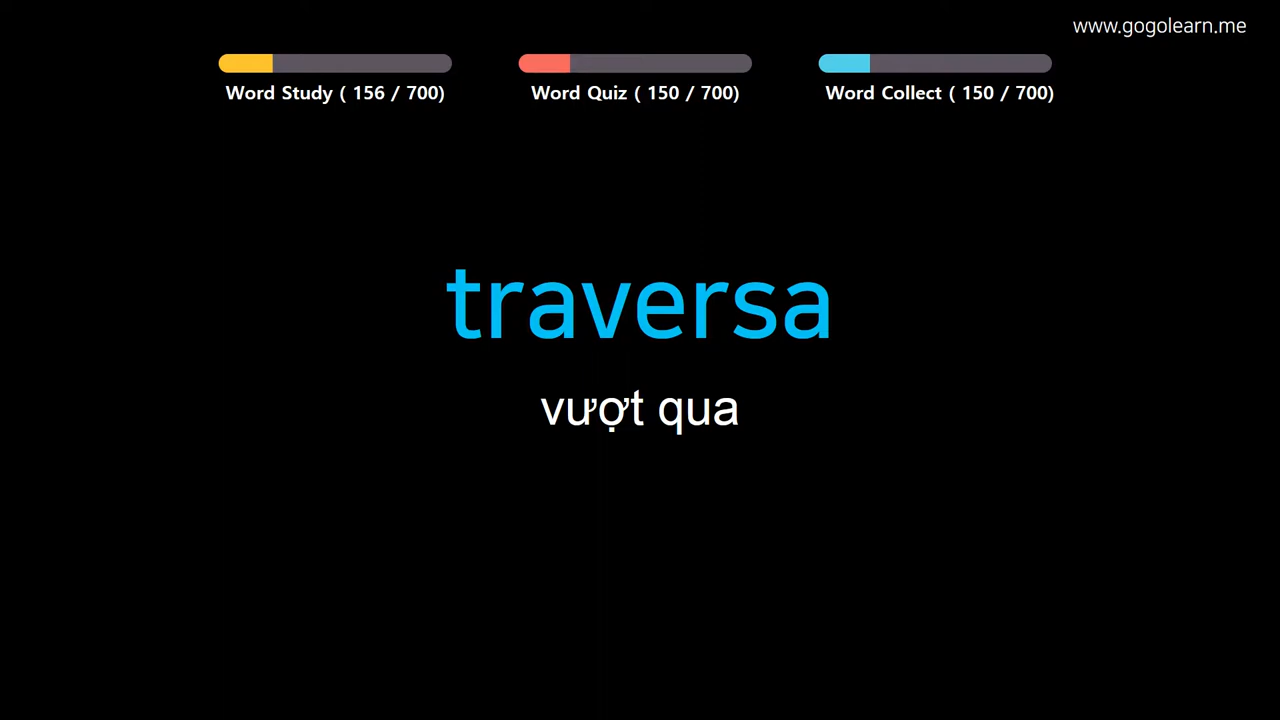 www.gogolearn.me
Word Study ( 156 / 700)
Word Quiz ( 150 / 700)
Word Collect ( 150 / 700)
traversa
vượt qua